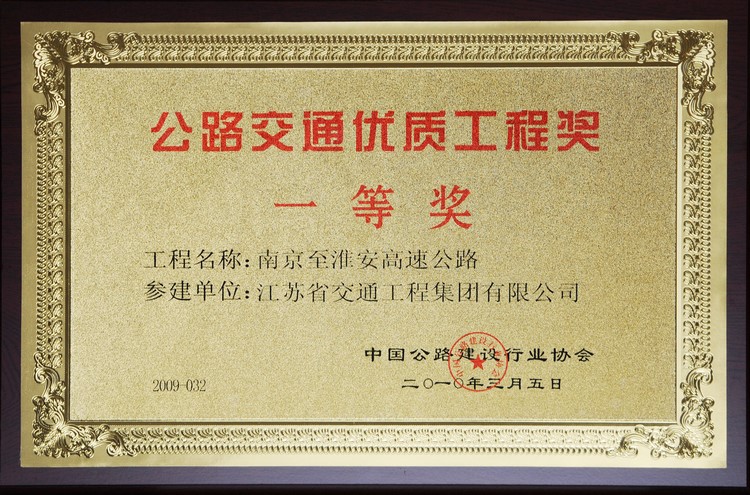 公路交通优质工程奖
一等奖
工程名称:南京至淮安高速公路
参建单位:江苏省交通工程集团有限公司
中国公路建设行业协会
2009-032
二〇一〇年三月五日